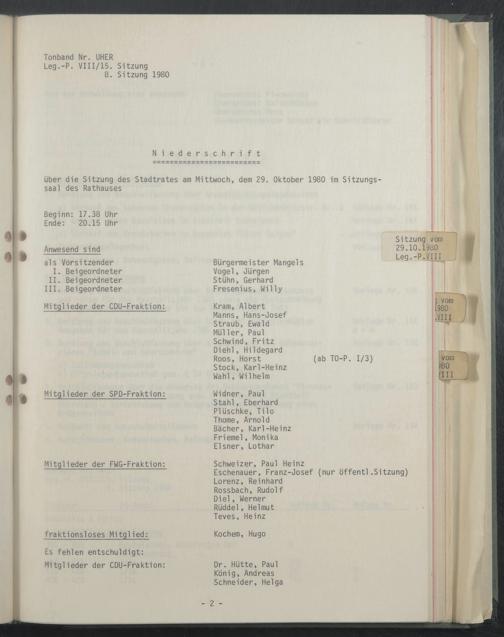 Tonband Nr. UHER
Leg.-P. VIII/15. Sitzung
8. Sitzung 1980
N i e d e r s c h r i f t
über die Sitzung des Stadtrates am Mittwoch, dem 29. Oktober 1980 im Sitzungs-
saal des Rathauses
Beginn: 17.38 Uhr
Ende: 20.15 Uhr
Anwesend sind
als Vorsitzender Bürgermeister Mangels
I. Beigeordneter Vogel, Jürgen
II. Beigeordneter Stühn, Gerhard
III. Beigeordneter Fresenius, Willy
Mitglieder der CDU-Fraktion: Kram, Albert
Manns, Hans-Josef
Straub, Ewald
Müller, Paul
Schwind, Fritz
Diehl, Hildegard
Roos, Horst (ab TO-P. I/3)
Stock, Karl-Heinz
Wahl, Wilhelm
Mitglieder der SPD-Fraktion: Widner, Paul
Stahl, Eberhard
Plüschke, Tilo
Thome, Arnold
Bächer, Karl-Heinz
Friemel, Monika
Elsner, Lothar
Mitglieder der FWG-Fraktion: Schweizer, Paul Heinz
Eschenauer, Franz-Josef (nur öffentl.Sitzung)
Lorenz, Reinhard
Rossbach, Rudolf
Diel, Werner
Rüddel, Helmut
Teves, Heinz
fraktionsloses Mitglied: Kochem, Hugo
Es fehlen entschuldigt:
Mitglieder der CDU-Fraktion: Dr. Hütte, Paul
König, Andreas
Schneider, Helga
- 2 -
Sitzung vom
29.10.1980
Leg.-P.VIII
vom
1980
VIII
vom
80
VIII